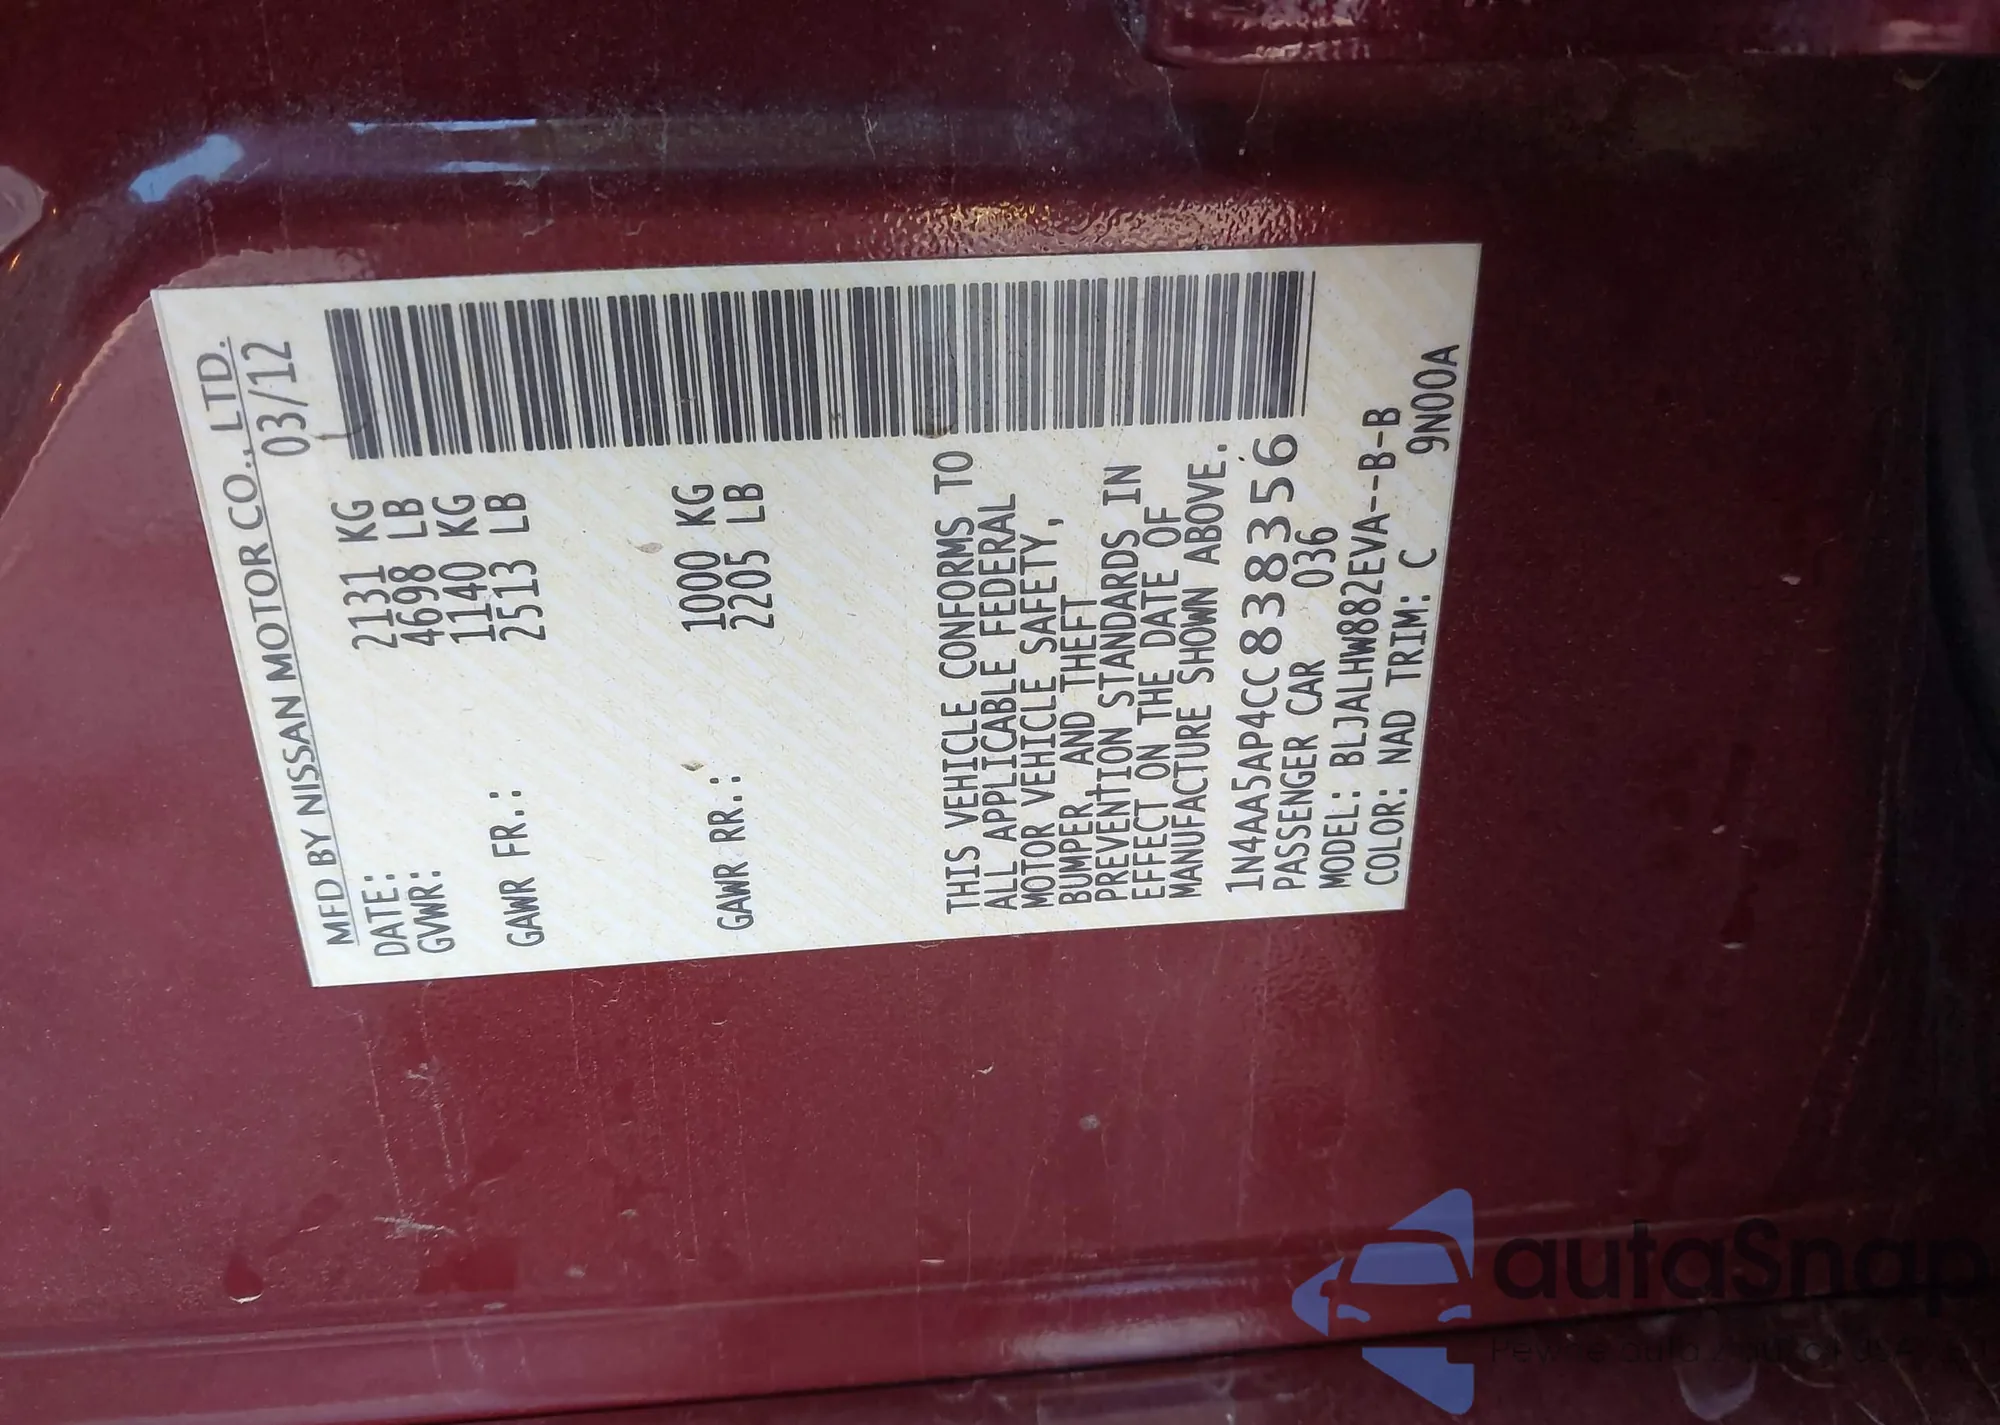 MFD BY NISSAN MOTOR CO., LTD.
DATE: 03/12
GVWR: 2131 KG
4698 LB
GAWR FR.: 1140 KG
2513 LB
GAWR RR.: 1000 KG
2205 LB
THIS VEHICLE CONFORMS TO
ALL APPLICABLE FEDERAL
MOTOR VEHICLE SAFETY,
BUMPER, AND THEFT
PREVENTION STANDARDS IN
EFFECT ON THE DATE OF
MANUFACTURE SHOWN ABOVE.
1N4AA5AP4CC838356
PASSENGER CAR 036
MODEL: BLJALHW882EVA--B-B
COLOR: NAD TRIM: C 9N00A
autaSnap